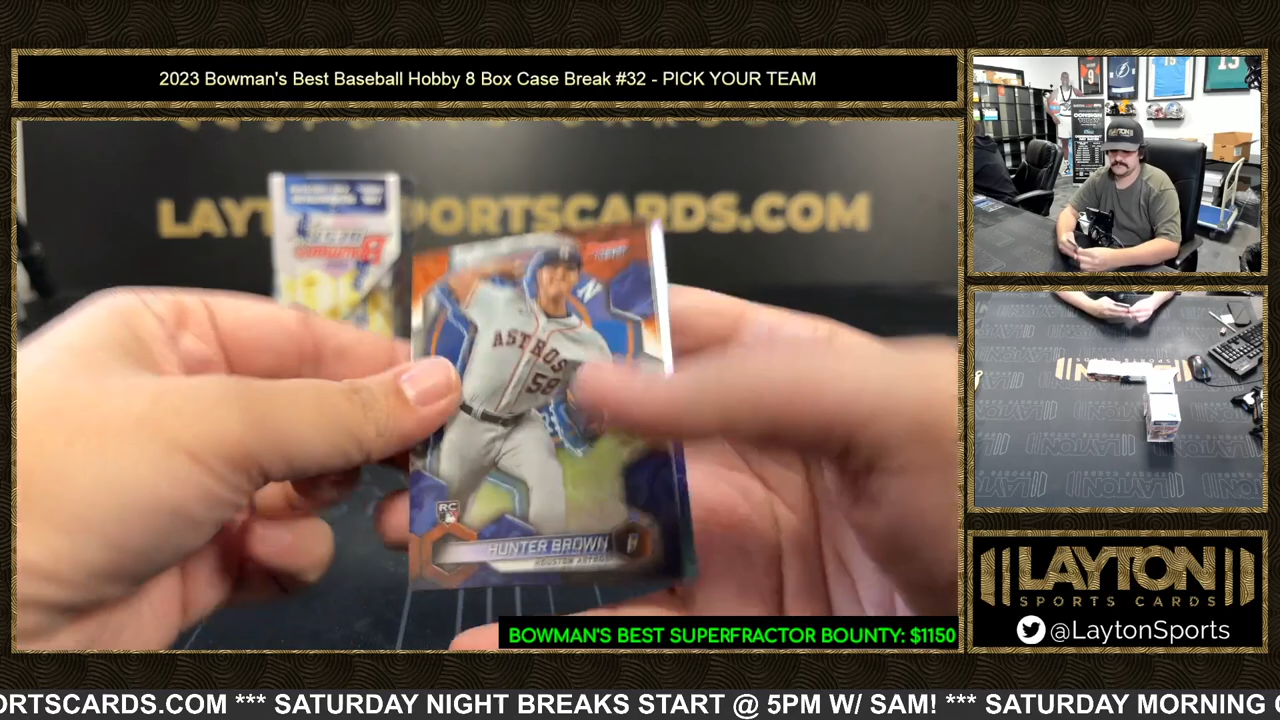 2023 Bowman's Best Baseball Hobby 8 Box Case Break #32 - PICK YOUR TEAM
LAYTONSPORTSCARDS.COM
ASTROS
58
RC
HUNTER BROWN
HOUSTON ASTROS
BOWMAN'S BEST SUPERFRACTOR BOUNTY: $1150
CONSIGN
LAYTON
SPORTS CARDS
@LaytonSports
ORTSCARDS.COM *** SATURDAY NIGHT BREAKS START @ 5PM W/ SAM! *** SATURDAY MORNING